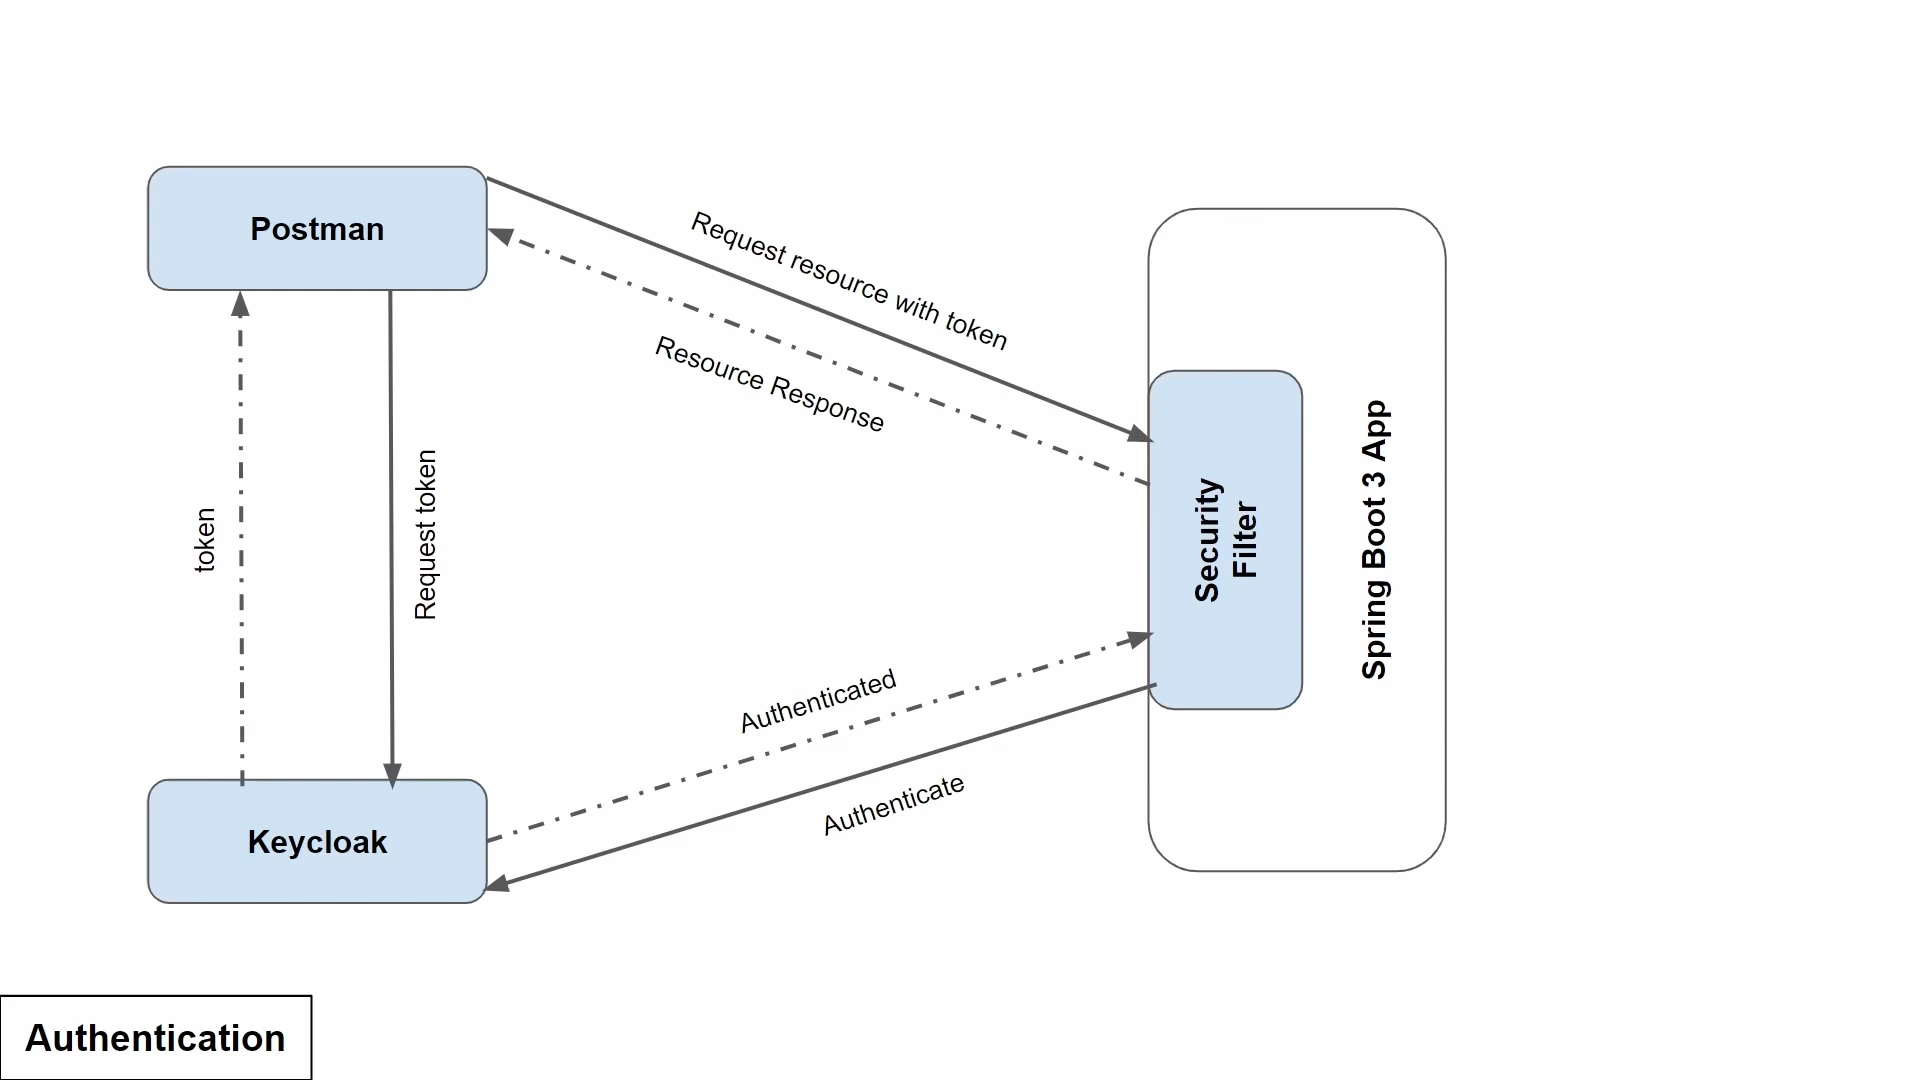 Postman
Request resource with token
Resource Response
token
Request token
Security
Filter
Spring Boot 3 App
Authenticated
Authenticate
Keycloak
Authentication